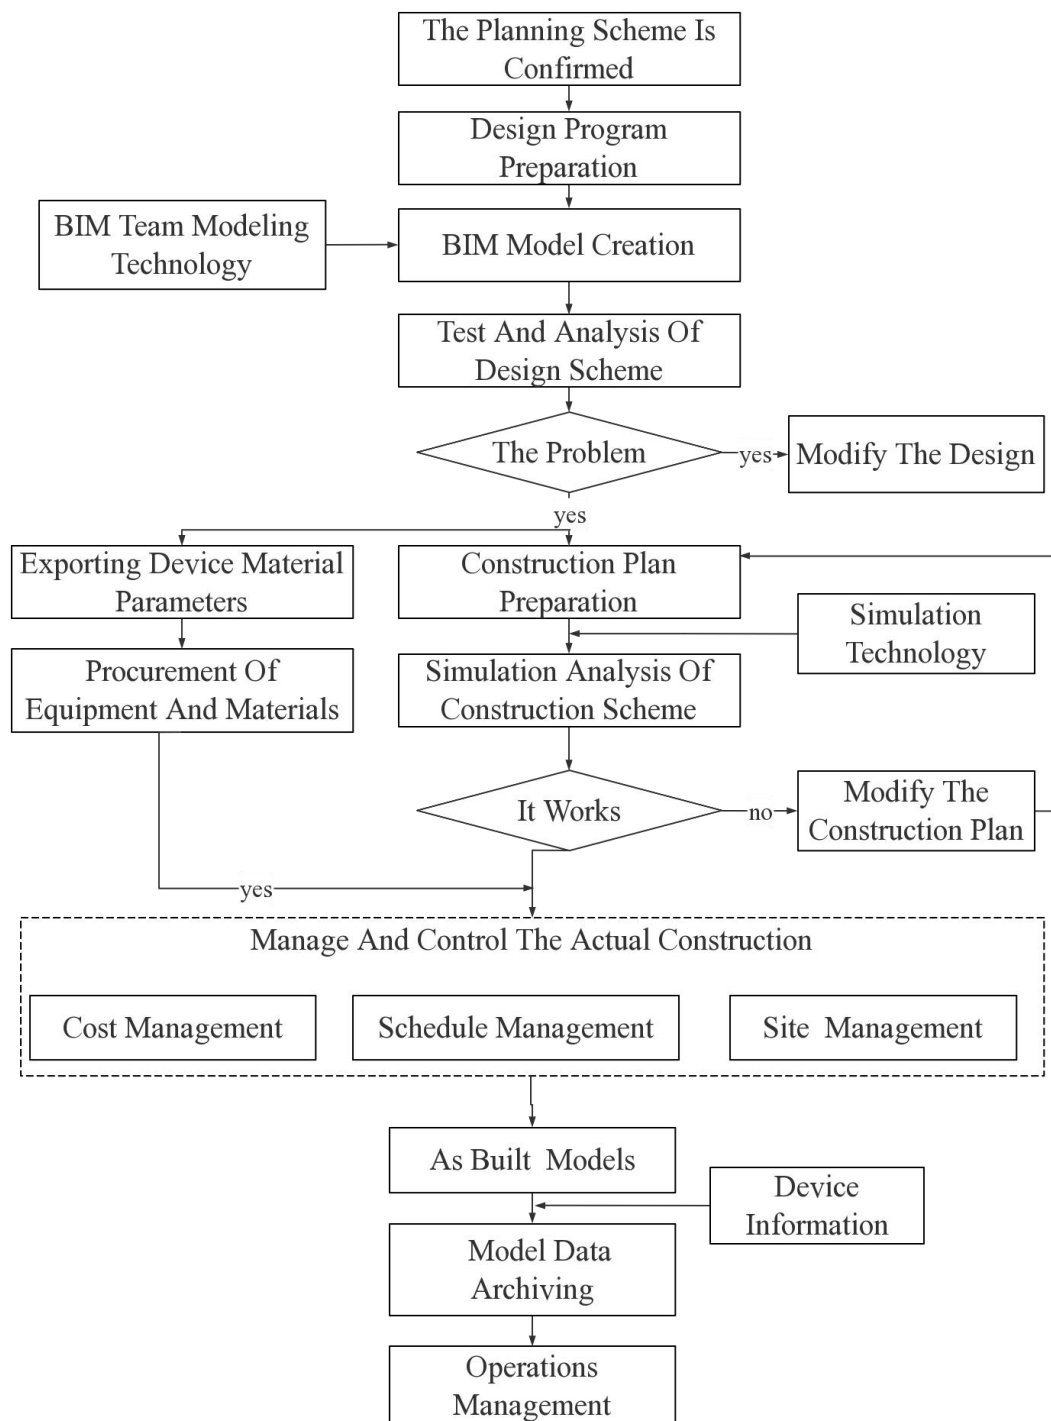 The Planning Scheme Is
Confirmed
Design Program
Preparation
BIM Team Modeling
Technology
BIM Model Creation
Test And Analysis Of
Design Scheme
The Problem
yes
Modify The Design
yes
Exporting Device Material
Parameters
Construction Plan
Preparation
Simulation
Technology
Procurement Of
Equipment And Materials
Simulation Analysis Of
Construction Scheme
It Works
no
Modify The
Construction Plan
yes
Manage And Control The Actual Construction
Cost Management
Schedule Management
Site  Management
As Built  Models
Device
Information
Model Data
Archiving
Operations
Management